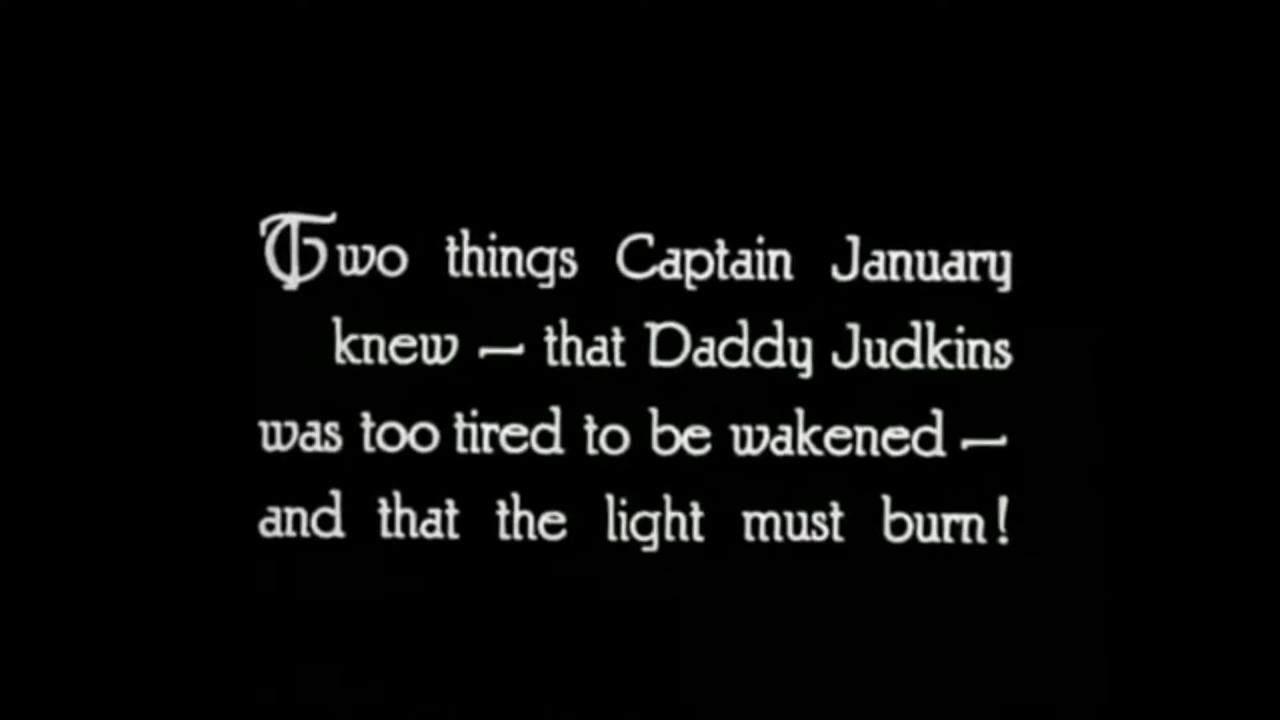 Two things Captain January
knew — that Daddy Judkins
was too tired to be wakened —
and that the light must burn!